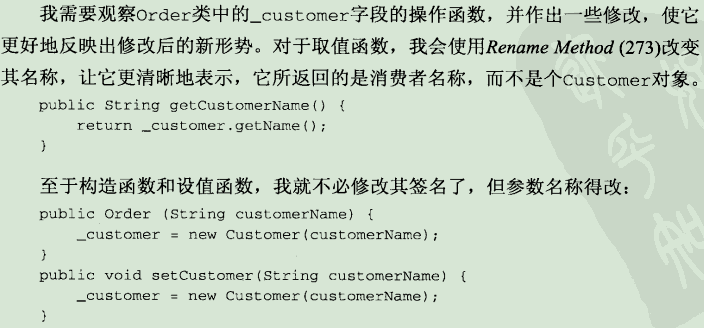 我需要观察Order类中的_customer字段的操作函数，并作出一些修改，使它
更好地反映出修改后的新形势。对于取值函数，我会使用Rename Method (273)改变
其名称，让它更清晰地表示，它所返回的是消费者名称，而不是个Customer对象。
public String getCustomerName() {
return _customer.getName();
}
至于构造函数和设值函数，我就不必修改其签名了，但参数名称得改：
public Order (String customerName) {
_customer = new Customer(customerName);
}
public void setCustomer(String customerName) {
_customer = new Customer(customerName);
}